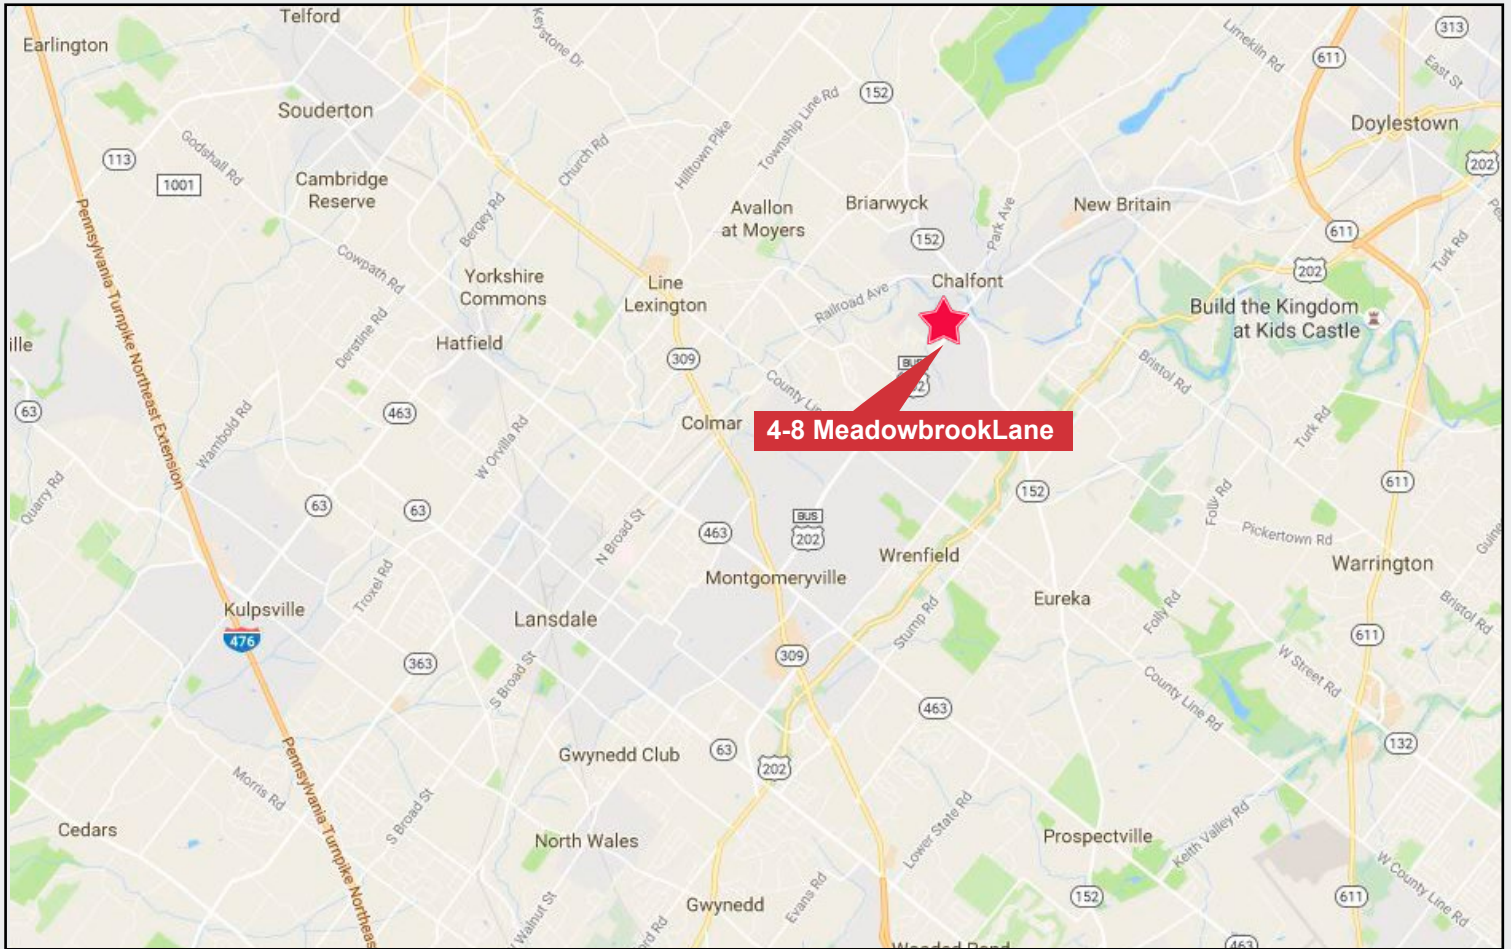 Telford
Earlington
Keystone Dr
Limekiln Rd
313
611
East St
152
Souderton
Township Line Rd
Doylestown
Hilltown Pike
Church Rd
Godshall Rd
113
1001
202
Cambridge
Reserve
Avallon
at Moyers
Briarwyck
New Britain
Park Ave
Bergey Rd
152
611
Turk Rd
Pennsylvania Turnpike Northeast Extension
Cowpath Rd
Yorkshire
Commons
Line
Lexington
Chalfont
202
Railroad Ave
Build the Kingdom
at Kids Castle
Derstine Rd
Hatfield
ille
309
BUS
Bristol Rd
County Lin
63
463
Colmar
4-8 MeadowbrookLane
Wambold Rd
W Orvilla Rd
Turk Rd
611
Quarry Rd
152
Folly Rd
63
63
N Broad St
463
BUS
202
Pickertown Rd
Wrenfield
Warrington
Montgomeryville
Troxel Rd
Kulpsville
476
Lansdale
Eureka
Stump Rd
Folly Rd
Bristol Rd
611
363
309
S Broad St
W Street Rd
County Line Rd
463
132
Gwynedd Club
63
202
Pennsylvania Turnpike Northeas
Morris Rd
S Broad St
Cedars
North Wales
Lower State Rd
Prospectville
Keith Valley Rd
W County Line Rd
Evans Rd
152
611
Gwynedd
Walnut St
463